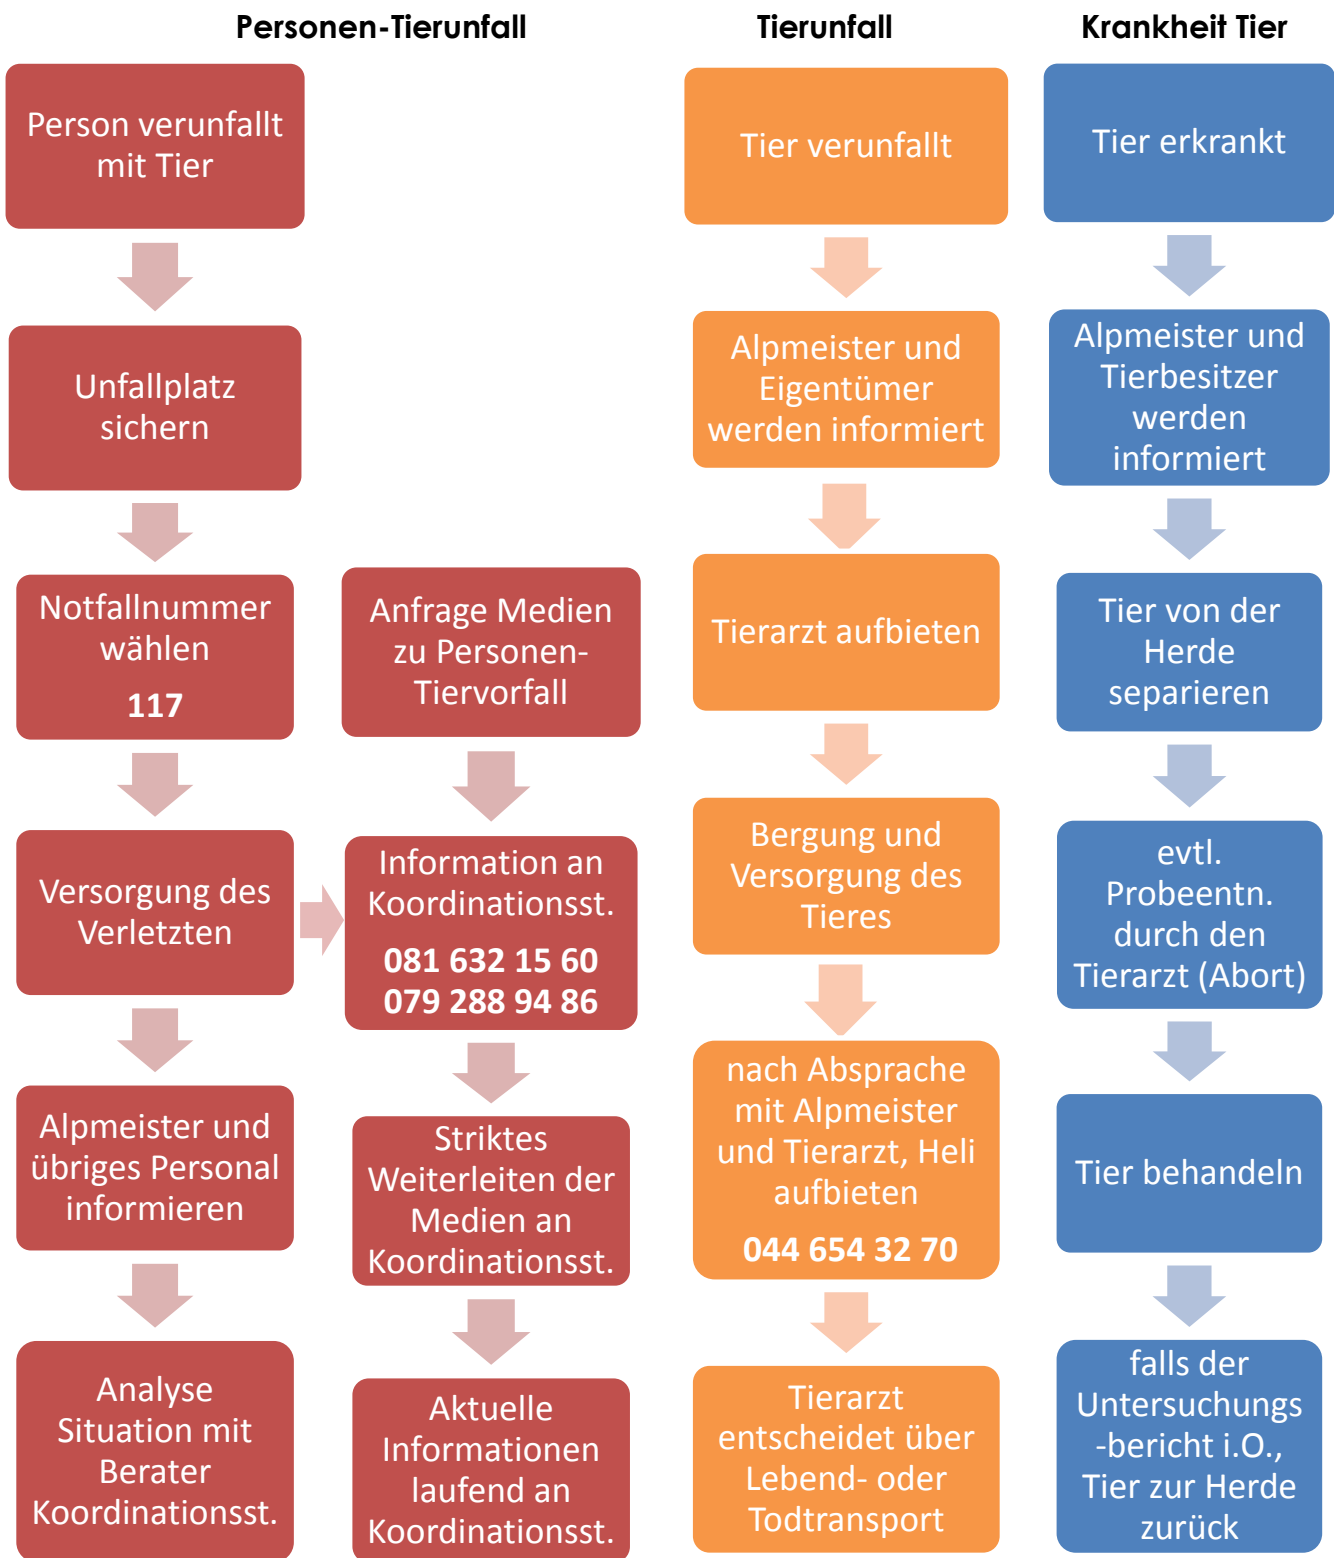 Personen-Tierunfall
Person verunfallt
mit Tier
Unfallplatz
sichern
Notfallnummer
wählen
117
Versorgung des
Verletzten
Alpmeister und
übriges Personal
informieren
Analyse
Situation mit
Berater
Koordinationsst.
Anfrage Medien
zu Personen-
Tiervorfall
Information an
Koordinationsst.
081 632 15 60
079 288 94 86
Striktes
Weiterleiten der
Medien an
Koordinationsst.
Aktuelle
Informationen
laufend an
Koordinationsst.
Tierunfall
Tier verunfallt
Alpmeister und
Eigentümer
werden informiert
Tierarzt aufbieten
Bergung und
Versorgung des
Tieres
nach Absprache
mit Alpmeister
und Tierarzt, Heli
aufbieten
044 654 32 70
Tierarzt
entscheidet über
Lebend- oder
Todtransport
Krankheit Tier
Tier erkrankt
Alpmeister und
Tierbesitzer
werden
informiert
Tier von der
Herde
separieren
evtl.
Probeentn.
durch den
Tierarzt (Abort)
Tier behandeln
falls der
Untersuchungs
-bericht i.O.,
Tier zur Herde
zurück